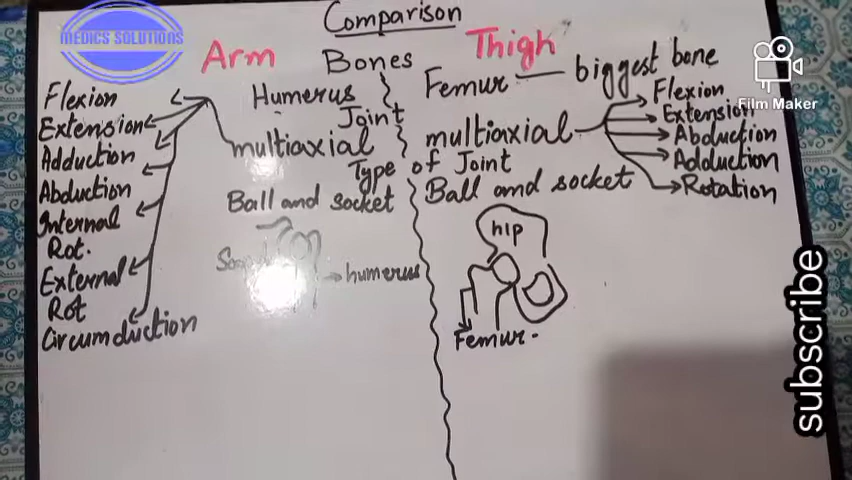 MEDICS SOLUTIONS
Comparison
Arm
Bones
Thigh
Humerus
Femur — biggest bone
Joint
multiaxial
multiaxial
Flexion
Extension
Adduction
Abduction
Internal
Rot.
External
Rot
Circumduction
Flexion
Extension
Abduction
Adduction
Rotation
Type of Joint
Ball and socket
Ball and socket
humerus
hip
Femur.
Film Maker
subscribe